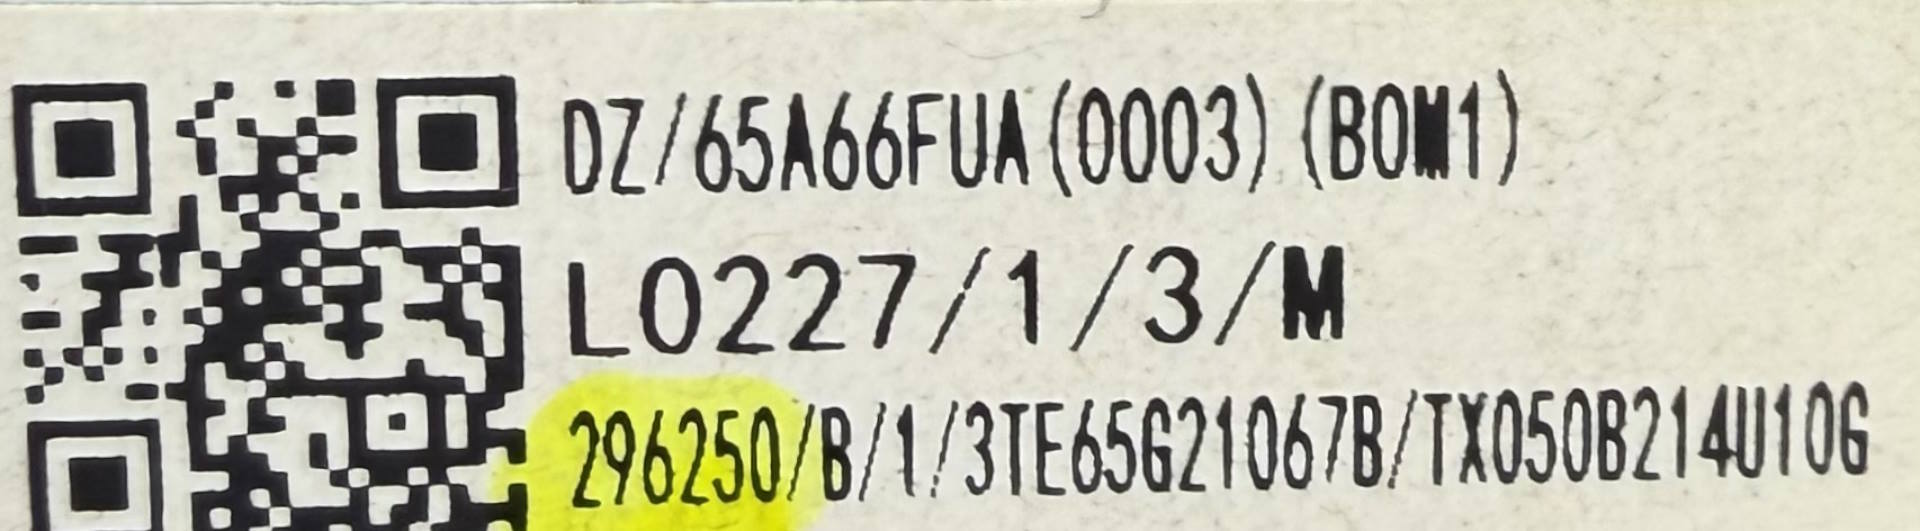 DZ/65A66FUA(0003) (BOM1)
L0227/1/3/M
296250/B/1/3TE65G21067B/TX050B214U10G